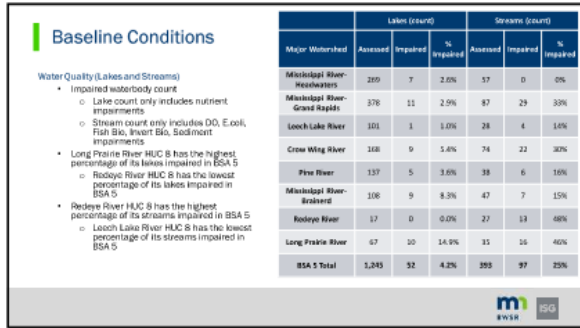 Baseline Conditions
Water Quality (Lakes and Streams)
• Impaired waterbody count
o Lake count only includes nutrient
impairments
o Stream count only includes DO, E.coli,
Fish Bio, Invert Bio, Sediment
impairments
• Long Prairie River HUC 8 has the highest
percentage of its lakes impaired in BSA 5
o Redeye River HUC 8 has the lowest
percentage of its lakes impaired in
BSA 5
• Redeye River HUC 8 has the highest
percentage of its streams impaired in BSA 5
o Leech Lake River HUC 8 has the lowest
percentage of its streams impaired in
BSA 5
Lakes (count) Streams (count)
Major Watershed Assessed Impaired % Impaired Assessed Impaired % Impaired
Mississippi River-Headwaters 269 7 2.6% 57 0 0%
Mississippi River-Grand Rapids 378 11 2.9% 87 29 33%
Leech Lake River 101 1 1.0% 28 4 14%
Crow Wing River 168 9 5.4% 74 22 30%
Pine River 137 5 3.6% 38 6 16%
Mississippi River-Brainerd 108 9 8.3% 47 7 15%
Redeye River 17 0 0.0% 27 13 48%
Long Prairie River 67 10 14.9% 35 16 46%
BSA 5 Total 1,245 52 4.2% 393 97 25%
BWSR
ISG